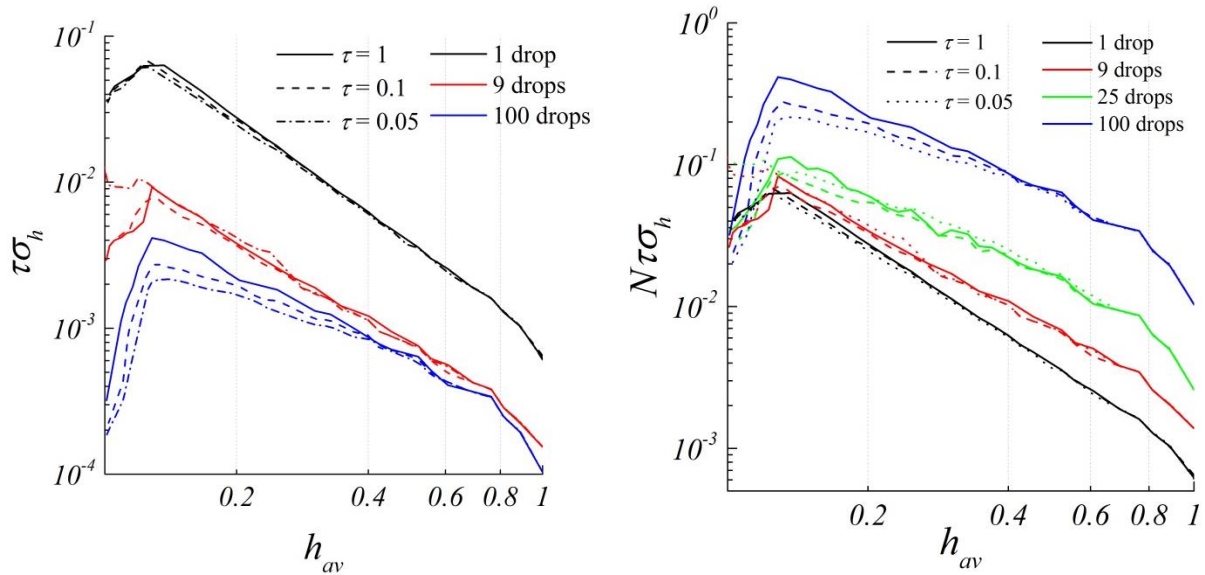 10⁻¹
10⁻²
10⁻³
10⁻⁴
τσ_h
τ = 1
τ = 0.1
τ = 0.05
1 drop
9 drops
100 drops
0.2 0.4 0.6 0.8 1
h_av
10⁰
10⁻¹
10⁻²
10⁻³
Nτσ_h
τ = 1
τ = 0.1
τ = 0.05
1 drop
9 drops
25 drops
100 drops
0.2 0.4 0.6 0.8 1
h_av